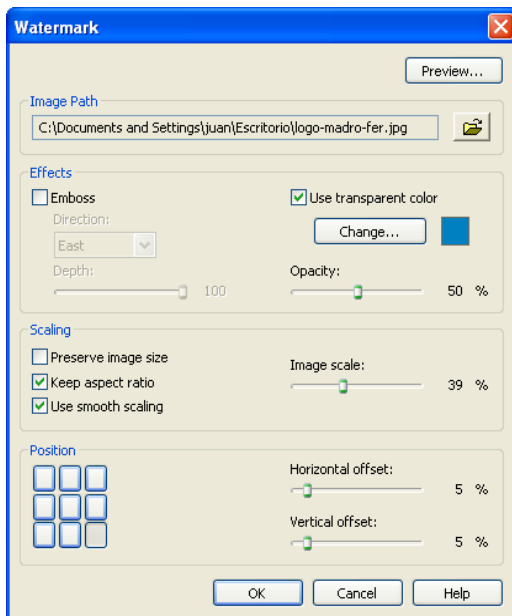 Watermark
Preview...
Image Path
C:\Documents and Settings\juan\Escritorio\logo-madro-fer.jpg
Effects
Emboss
Use transparent color
Direction:
East
Change...
Depth:
100
Opacity:
50 %
Scaling
Preserve image size
Keep aspect ratio
Use smooth scaling
Image scale:
39 %
Position
Horizontal offset:
5 %
Vertical offset:
5 %
OK Cancel Help